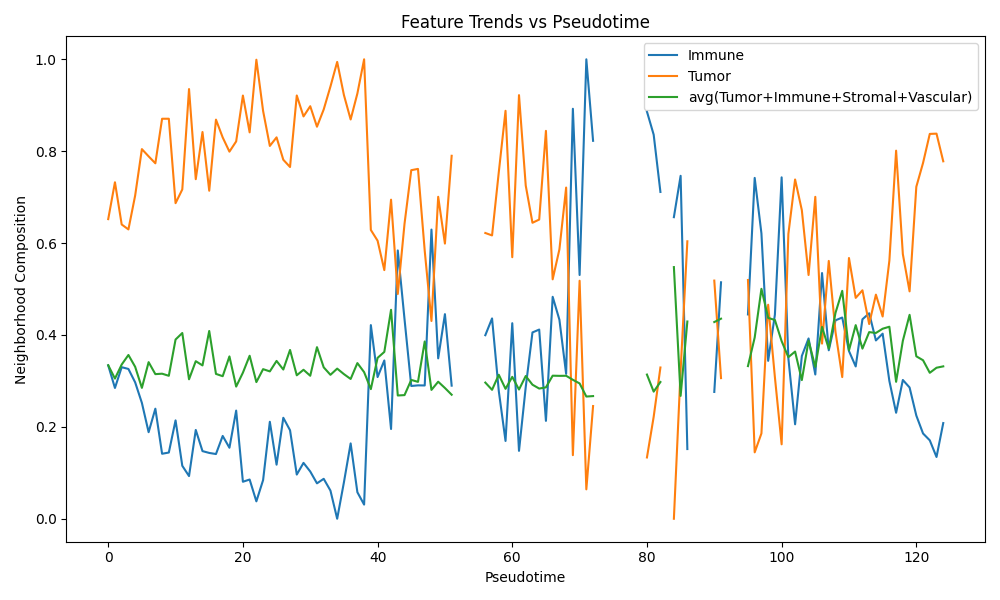 Feature Trends vs Pseudotime
Immune
Tumor
avg(Tumor+Immune+Stromal+Vascular)
Neighborhood Composition
1.0
0.8
0.6
0.4
0.2
0.0
0 20 40 60 80 100 120
Pseudotime